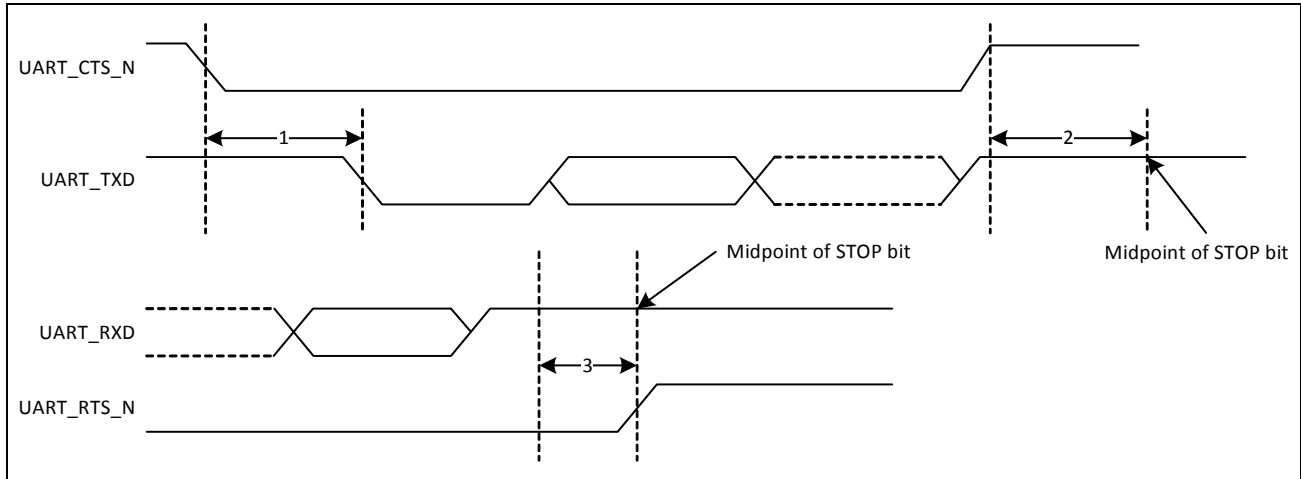 UART_CTS_N
1
2
UART_TXD
Midpoint of STOP bit
Midpoint of STOP bit
UART_RXD
3
UART_RTS_N